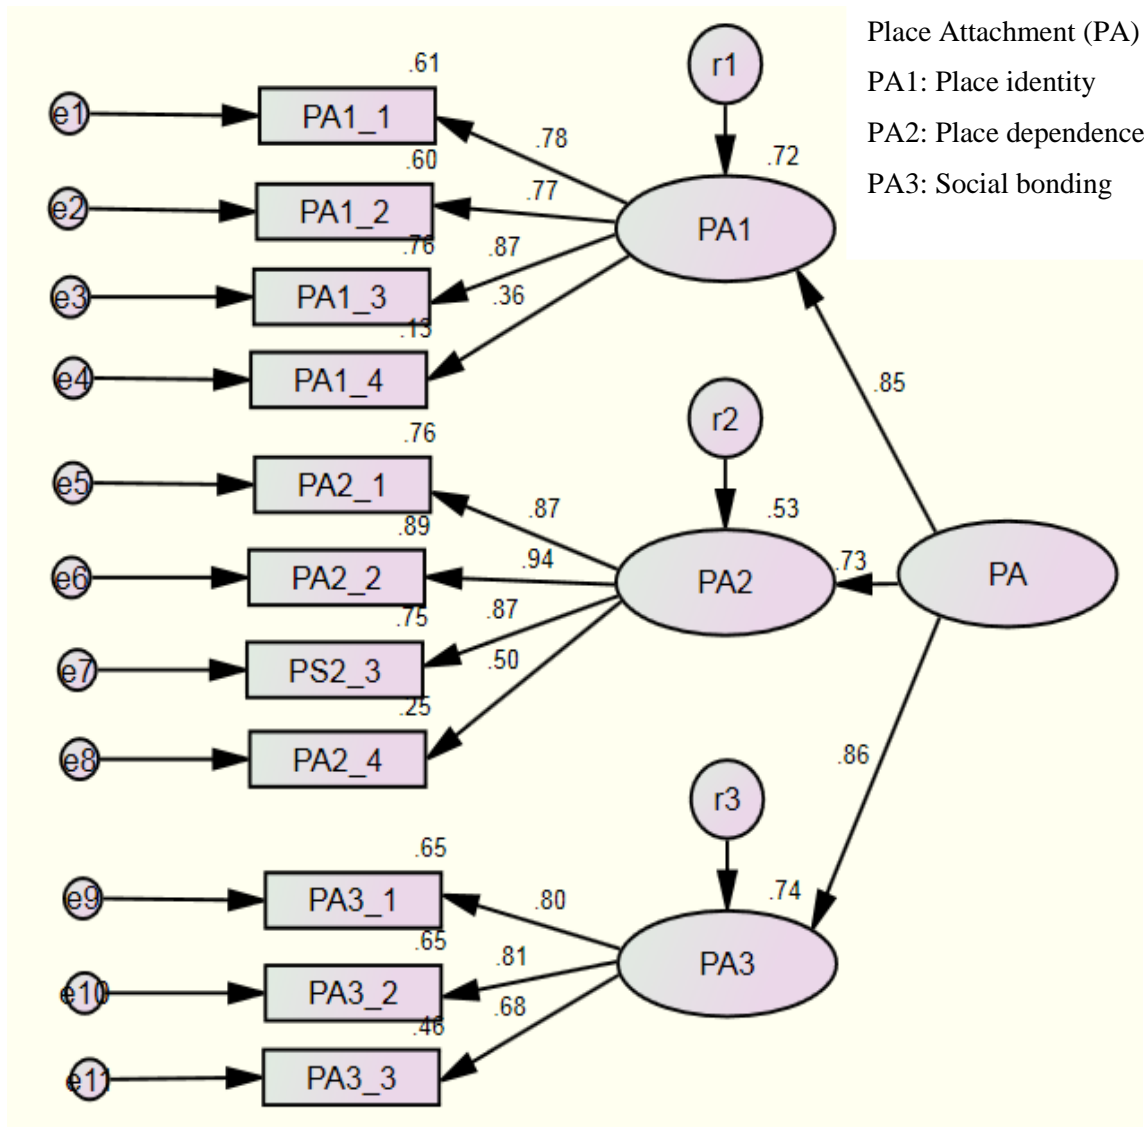 Place Attachment (PA)
PA1: Place identity
PA2: Place dependence
PA3: Social bonding
r1
.61
e1
PA1_1
.78
.72
.60
e2
PA1_2
.77
PA1
.76
.87
e3
PA1_3
.36
.13
e4
PA1_4
.85
r2
.76
e5
PA2_1
.87
.53
.89
e6
PA2_2
.94
PA2
.73
PA
.75
.87
e7
PS2_3
.50
.25
e8
PA2_4
.86
r3
.65
e9
PA3_1
.80
.74
.65
e10
PA3_2
.81
PA3
.46
.68
e11
PA3_3